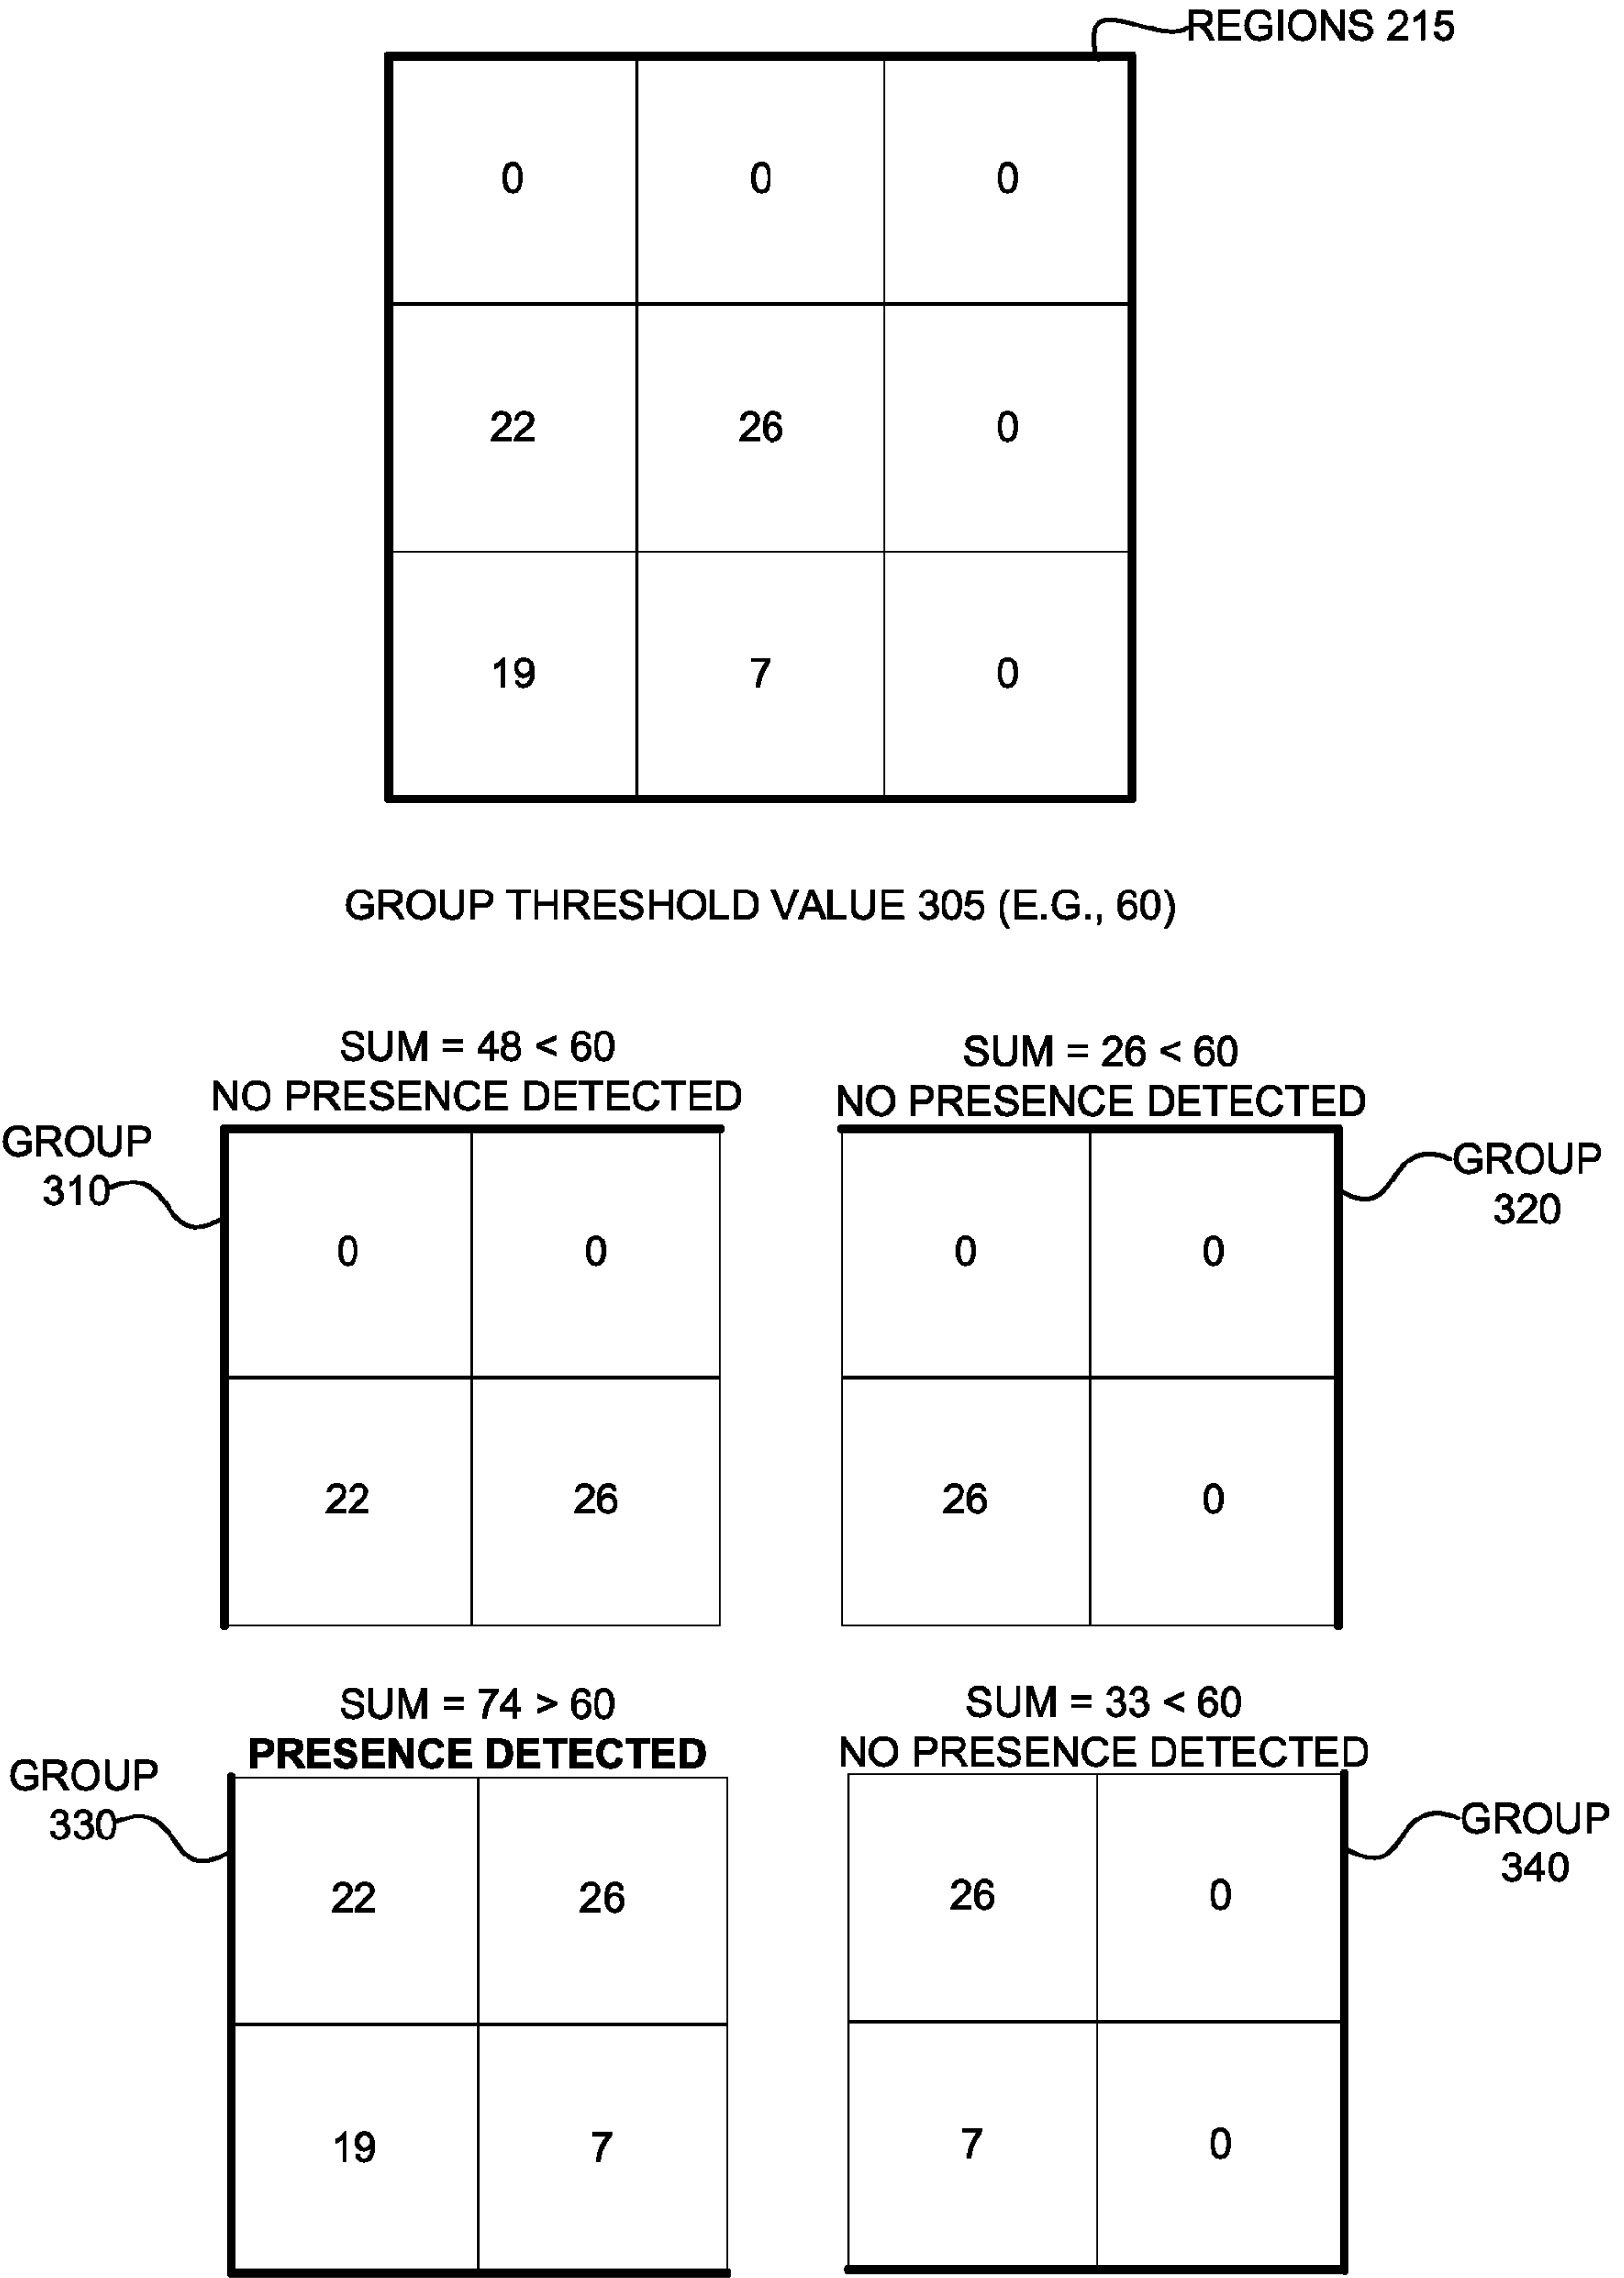 REGIONS 215
0 0 0
22 26 0
19 7 0
GROUP THRESHOLD VALUE 305 (E.G., 60)
SUM = 48 < 60
NO PRESENCE DETECTED
GROUP
310
0 0
22 26
SUM = 26 < 60
NO PRESENCE DETECTED
GROUP
320
0 0
26 0
SUM = 74 > 60
PRESENCE DETECTED
GROUP
330
22 26
19 7
SUM = 33 < 60
NO PRESENCE DETECTED
GROUP
340
26 0
7 0